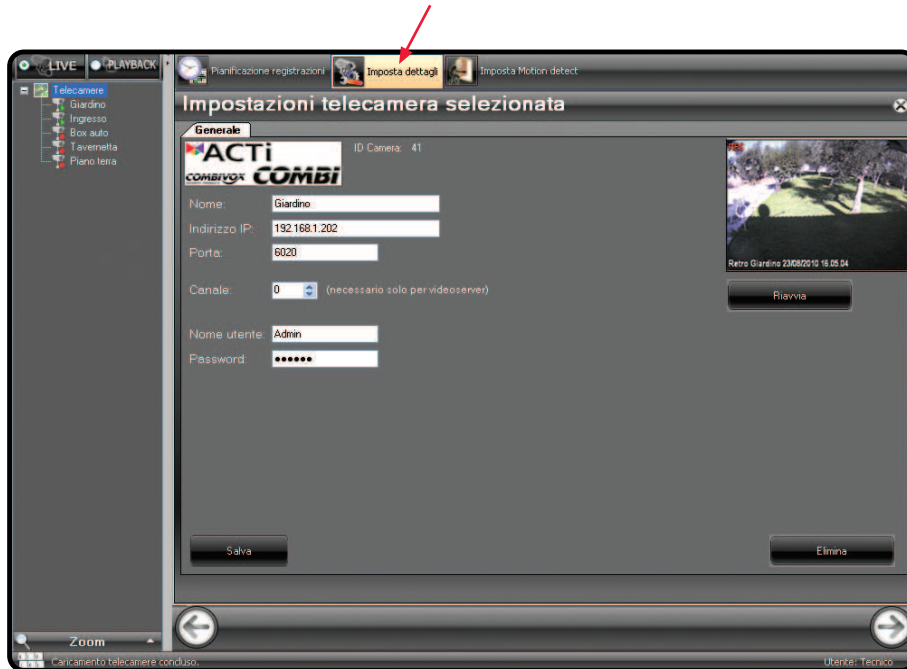 LIVE
PLAYBACK
Pianificazione registrazioni
Imposta dettagli
Imposta Motion detect
Telecamere
Giardino
Ingresso
Box auto
Tavernetta
Piano terra
Impostazioni telecamera selezionata
Generale
ACTi
COMBIVOX COMBi
ID Camera: 41
Nome: Giardino
Indirizzo IP: 192.168.1.202
Porta: 6020
Canale: 0 (necessario solo per videoserver)
Nome utente: Admin
Password: ●●●●●●
Retro Giardino 23/08/2010 16.05.04
Riavvia
Salva
Elimina
Zoom
Caricamento telecamere concluso.
Utente: Tecnico